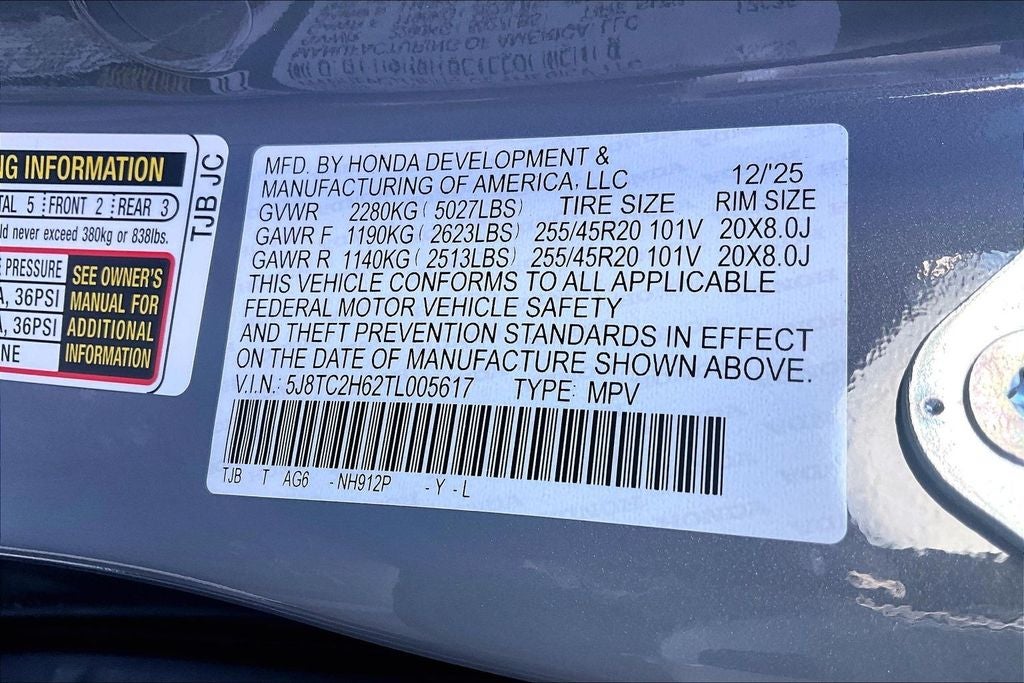 NG INFORMATION
TAL 5 FRONT 2 REAR 3
ld never exceed 380kg or 838lbs.
PRESSURE
A, 36PSI
A, 36PSI
NE
SEE OWNER'S
MANUAL FOR
ADDITIONAL
INFORMATION
TJB JC
MFD. BY HONDA DEVELOPMENT &
MANUFACTURING OF AMERICA, LLC 12/'25
GVWR 2280KG ( 5027LBS) TIRE SIZE RIM SIZE
GAWR F 1190KG ( 2623LBS) 255/45R20 101V 20X8.0J
GAWR R 1140KG ( 2513LBS) 255/45R20 101V 20X8.0J
THIS VEHICLE CONFORMS TO ALL APPLICABLE
FEDERAL MOTOR VEHICLE SAFETY
AND THEFT PREVENTION STANDARDS IN EFFECT
ON THE DATE OF MANUFACTURE SHOWN ABOVE.
V.I.N.: 5J8TC2H62TL005617 TYPE: MPV
TJB T AG6 -NH912P -Y-L